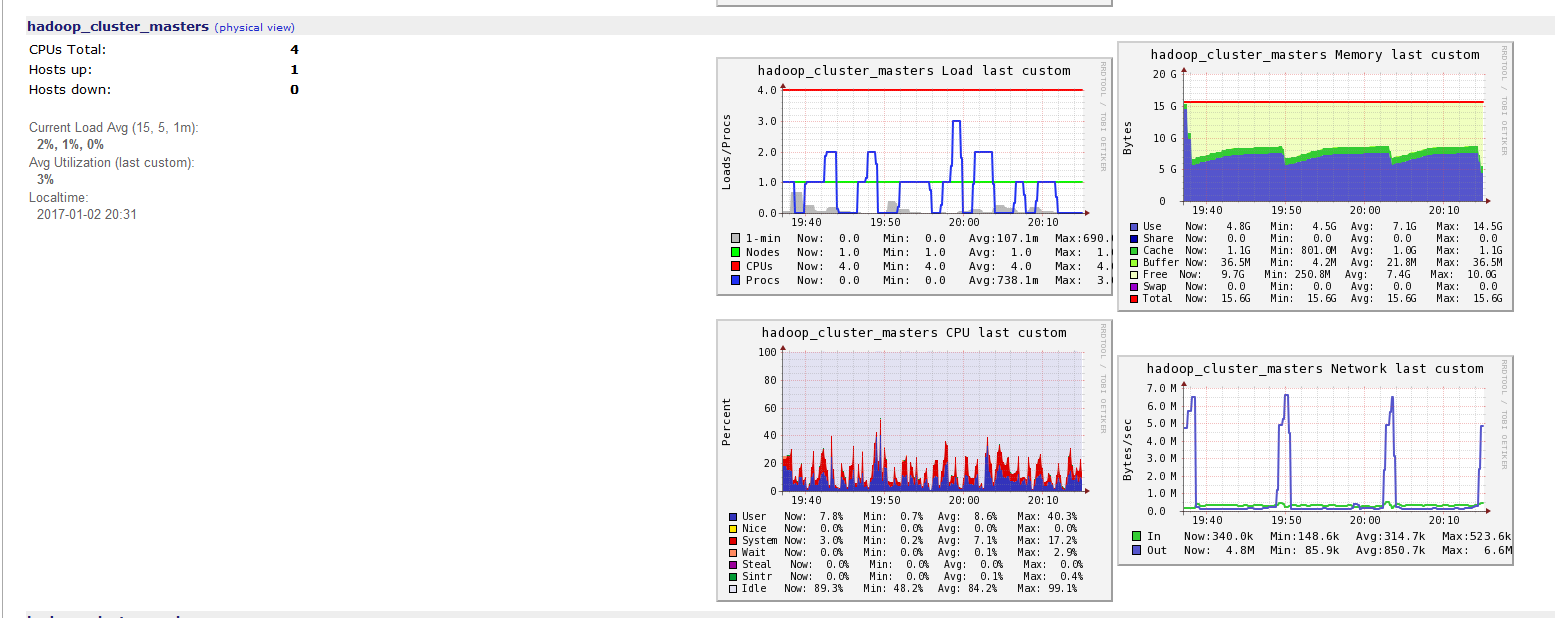 hadoop_cluster_masters (physical view)
CPUs Total: 4
Hosts up: 1
Hosts down: 0
Current Load Avg (15, 5, 1m):
2%, 1%, 0%
Avg Utilization (last custom):
3%
Localtime:
2017-01-02 20:31
hadoop_cluster_masters Load last custom
RRDTOOL / TOBI OETIKER
Loads/Procs
4.0
3.0
2.0
1.0
0.0
19:40 19:50 20:00 20:10
1-min Now: 0.0 Min: 0.0 Avg:107.1m Max:690.
Nodes Now: 1.0 Min: 1.0 Avg: 1.0 Max: 1.
CPUs Now: 4.0 Min: 4.0 Avg: 4.0 Max: 4.
Procs Now: 0.0 Min: 0.0 Avg:738.1m Max: 3.
hadoop_cluster_masters Memory last custom
RRDTOOL / TOBI OETIKER
Bytes
20 G
15 G
10 G
5 G
0
19:40 19:50 20:00 20:10
Use Now: 4.8G Min: 4.5G Avg: 7.1G Max: 14.5G
Share Now: 0.0 Min: 0.0 Avg: 0.0 Max: 0.0
Cache Now: 1.1G Min: 801.0M Avg: 1.0G Max: 1.1G
Buffer Now: 36.5M Min: 4.2M Avg: 21.8M Max: 36.5M
Free Now: 9.7G Min: 250.8M Avg: 7.4G Max: 10.0G
Swap Now: 0.0 Min: 0.0 Avg: 0.0 Max: 0.0
Total Now: 15.6G Min: 15.6G Avg: 15.6G Max: 15.6G
hadoop_cluster_masters CPU last custom
RRDTOOL / TOBI OETIKER
Percent
100
80
60
40
20
0
19:40 19:50 20:00 20:10
User Now: 7.8% Min: 0.7% Avg: 8.6% Max: 40.3%
Nice Now: 0.0% Min: 0.0% Avg: 0.0% Max: 0.0%
System Now: 3.0% Min: 0.2% Avg: 7.1% Max: 17.2%
Wait Now: 0.0% Min: 0.0% Avg: 0.1% Max: 2.9%
Steal Now: 0.0% Min: 0.0% Avg: 0.0% Max: 0.0%
Sintr Now: 0.0% Min: 0.0% Avg: 0.1% Max: 0.4%
Idle Now: 89.3% Min: 48.2% Avg: 84.2% Max: 99.1%
hadoop_cluster_masters Network last custom
RRDTOOL / TOBI OETIKER
Bytes/sec
7.0 M
6.0 M
5.0 M
4.0 M
3.0 M
2.0 M
1.0 M
0.0
19:40 19:50 20:00 20:10
In Now:340.0k Min:148.6k Avg:314.7k Max:523.6k
Out Now: 4.8M Min: 85.9k Avg:850.7k Max: 6.6M